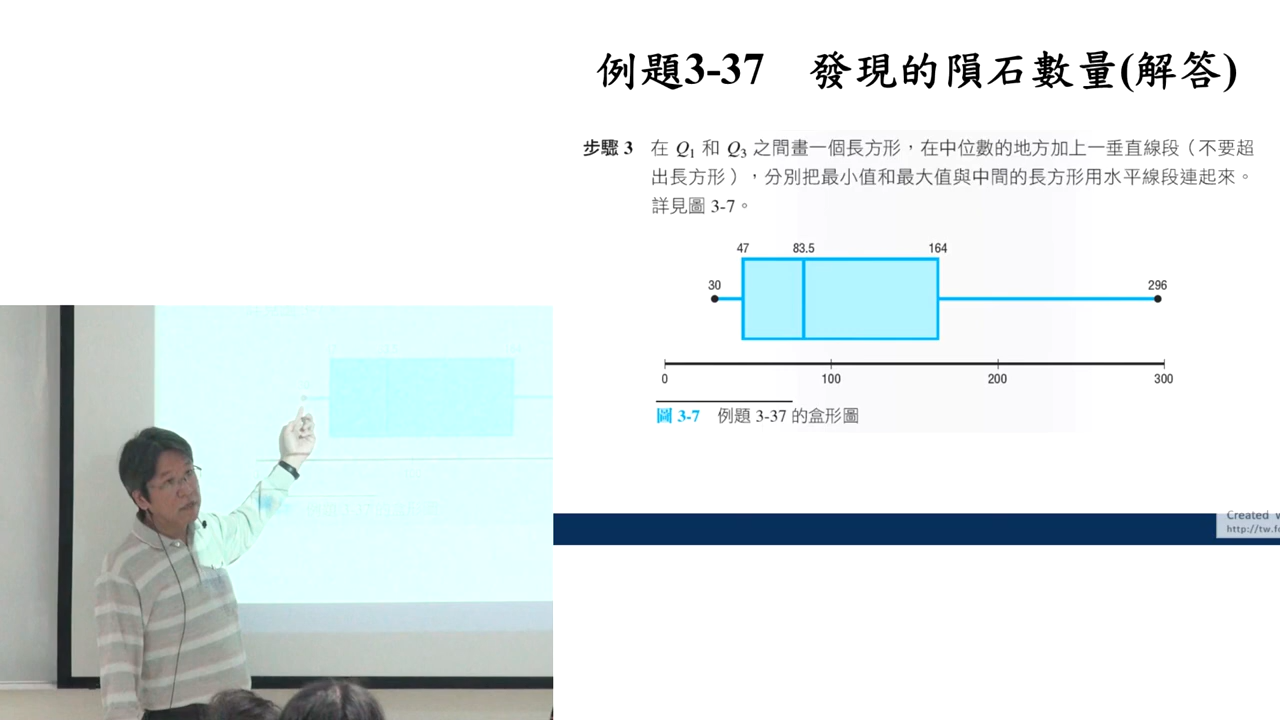 例題3-37 發現的隕石數量(解答)
步驟 3 在 Q1 和 Q3 之間畫一個長方形，在中位數的地方加上一垂直線段（不要超
出長方形），分別把最小值和最大值與中間的長方形用水平線段連起來。
詳見圖 3-7。
47 83.5 164
30 296
0 100 200 300
圖 3-7 例題 3-37 的盒形圖
Created
http://tw.fo